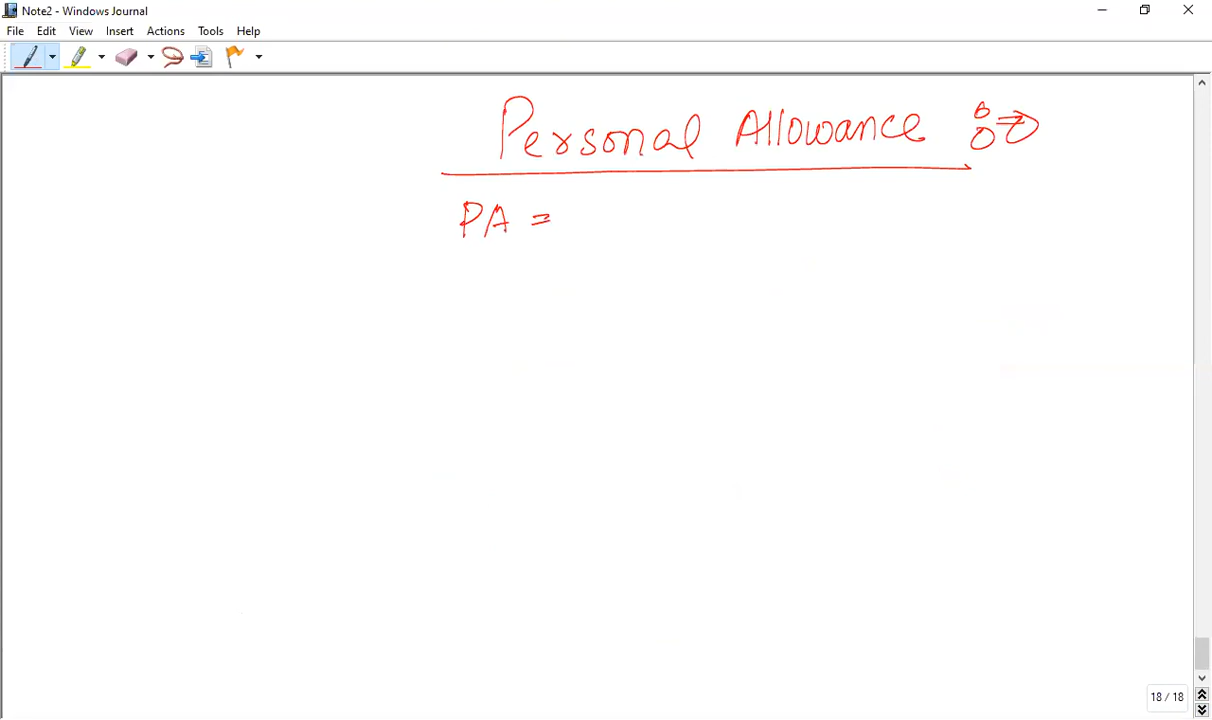 Note2 - Windows Journal
File Edit View Insert Actions Tools Help
Personal Allowance
PA =
18 / 18